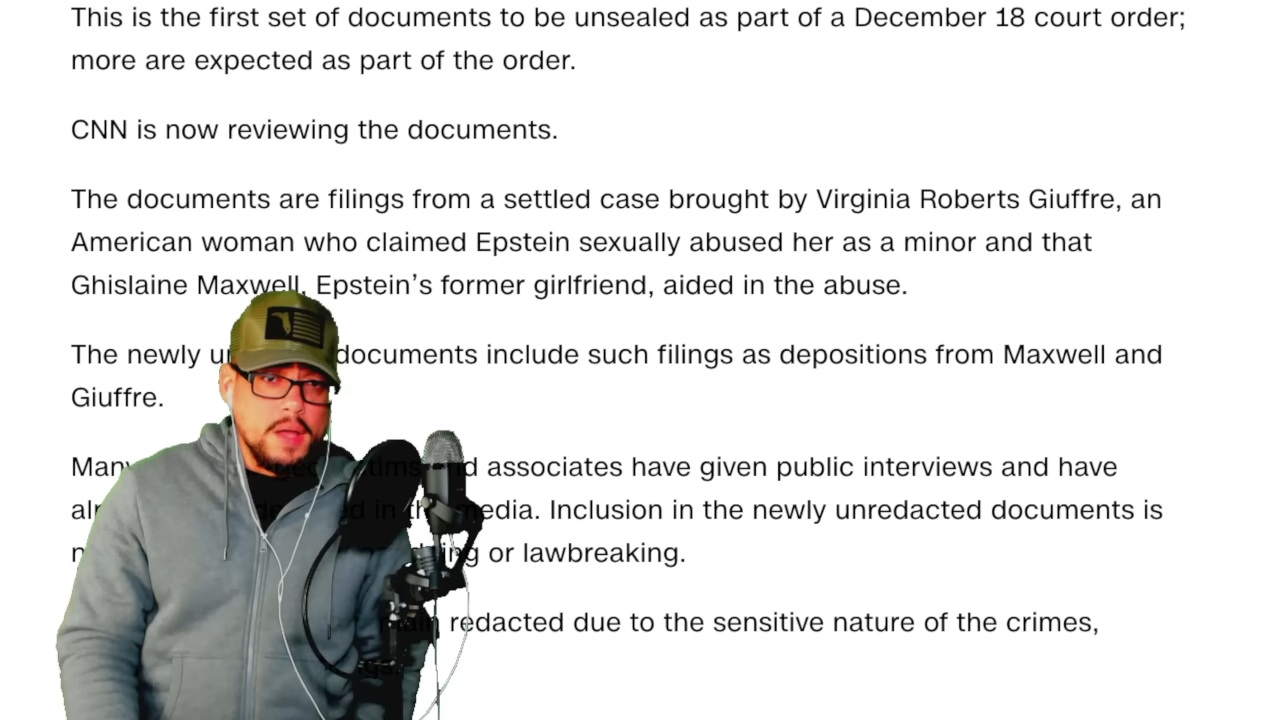 This is the first set of documents to be unsealed as part of a December 18 court order;
more are expected as part of the order.
CNN is now reviewing the documents.
The documents are filings from a settled case brought by Virginia Roberts Giuffre, an
American woman who claimed Epstein sexually abused her as a minor and that
Ghislaine Maxwell, Epstein’s former girlfriend, aided in the abuse.
The newly documents include such filings as depositions from Maxwell and
Giuffre.
associates have given public interviews and have
in the media. Inclusion in the newly unredacted documents is
or lawbreaking.
redacted due to the sensitive nature of the crimes,